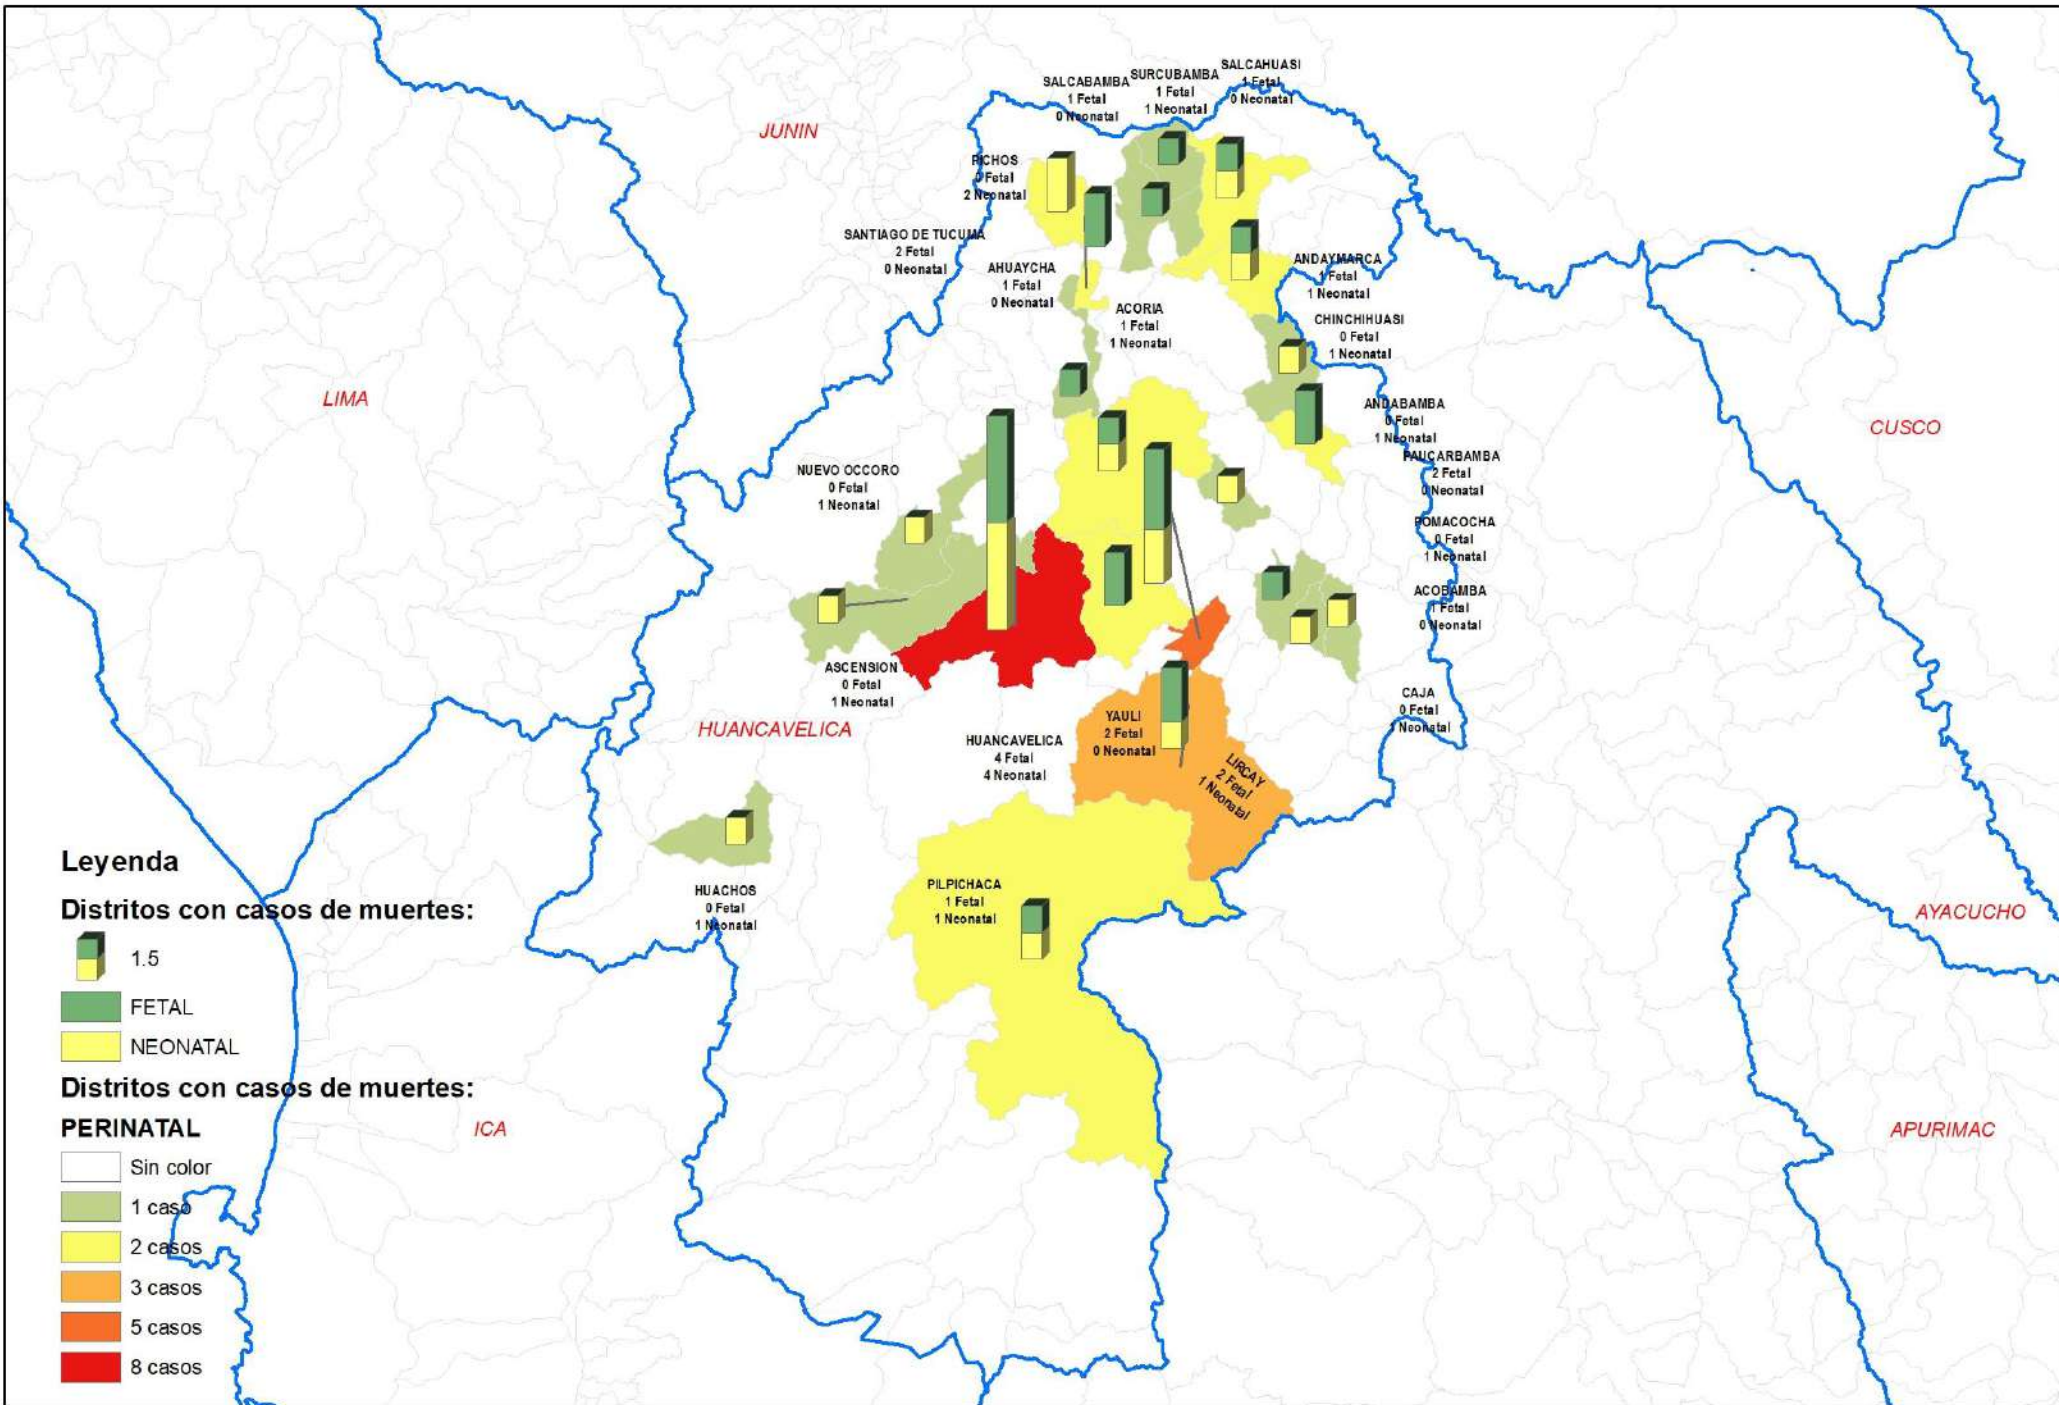 SALCAHUASI
1 Fetal
0 Neonatal
SURCUBAMBA
1 Fetal
1 Neonatal
SALCABAMBA
1 Fetal
0 Neonatal
JUNIN
PICHOS
0 Fetal
2 Neonatal
SANTIAGO DE TUCUMA
2 Fetal
0 Neonatal
AHUAYCHA
1 Fetal
0 Neonatal
ANDAYMARCA
1 Fetal
1 Neonatal
ACORIA
1 Fetal
1 Neonatal
CHINCHIHUASI
0 Fetal
1 Neonatal
LIMA
ANDABAMBA
0 Fetal
1 Neonatal
CUSCO
PAUCARBAMBA
2 Fetal
0 Neonatal
NUEVO OCCORO
0 Fetal
1 Neonatal
POMACOCHA
0 Fetal
1 Neonatal
ACOBAMBA
1 Fetal
0 Neonatal
ASCENSION
0 Fetal
1 Neonatal
CAJA
0 Fetal
1 Neonatal
HUANCAVELICA
YAULI
2 Fetal
0 Neonatal
HUANCAVELICA
4 Fetal
4 Neonatal
LIRCAY
2 Fetal
1 Neonatal
HUACHOS
0 Fetal
1 Neonatal
PILPICHACA
1 Fetal
1 Neonatal
AYACUCHO
ICA
APURIMAC
Leyenda
Distritos con casos de muertes:
1.5
FETAL
NEONATAL
Distritos con casos de muertes:
PERINATAL
Sin color
1 caso
2 casos
3 casos
5 casos
8 casos